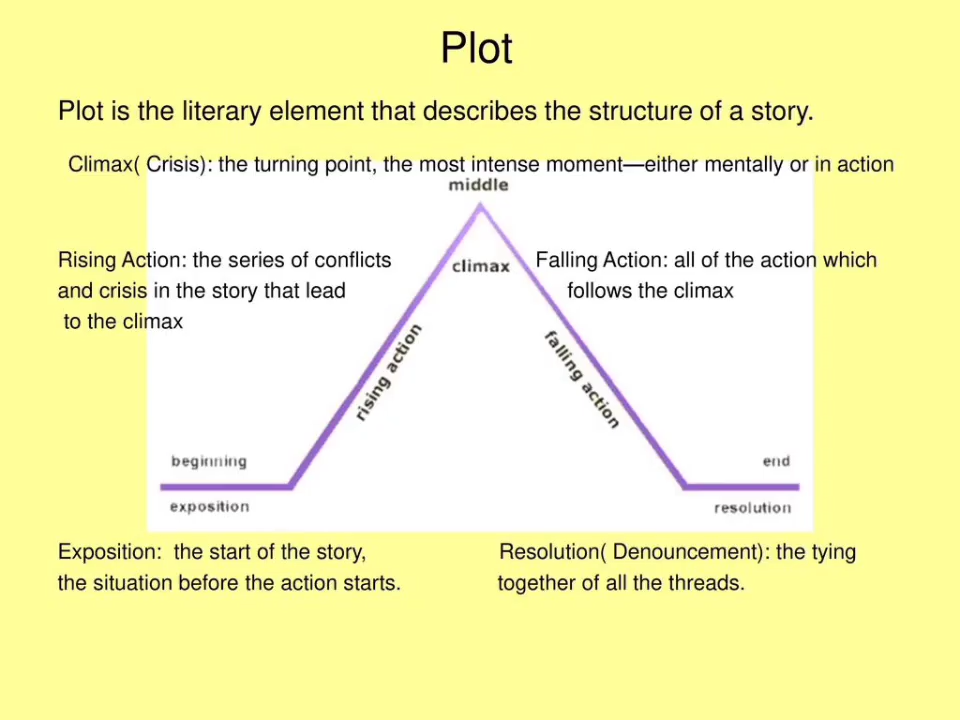 Plot
Plot is the literary element that describes the structure of a story.
Climax( Crisis): the turning point, the most intense moment—either mentally or in action
middle
Rising Action: the series of conflicts
and crisis in the story that lead
to the climax
climax
Falling Action: all of the action which
follows the climax
rising action
falling action
beginning
end
exposition
resolution
Exposition: the start of the story,
the situation before the action starts.
Resolution( Denouncement): the tying
together of all the threads.